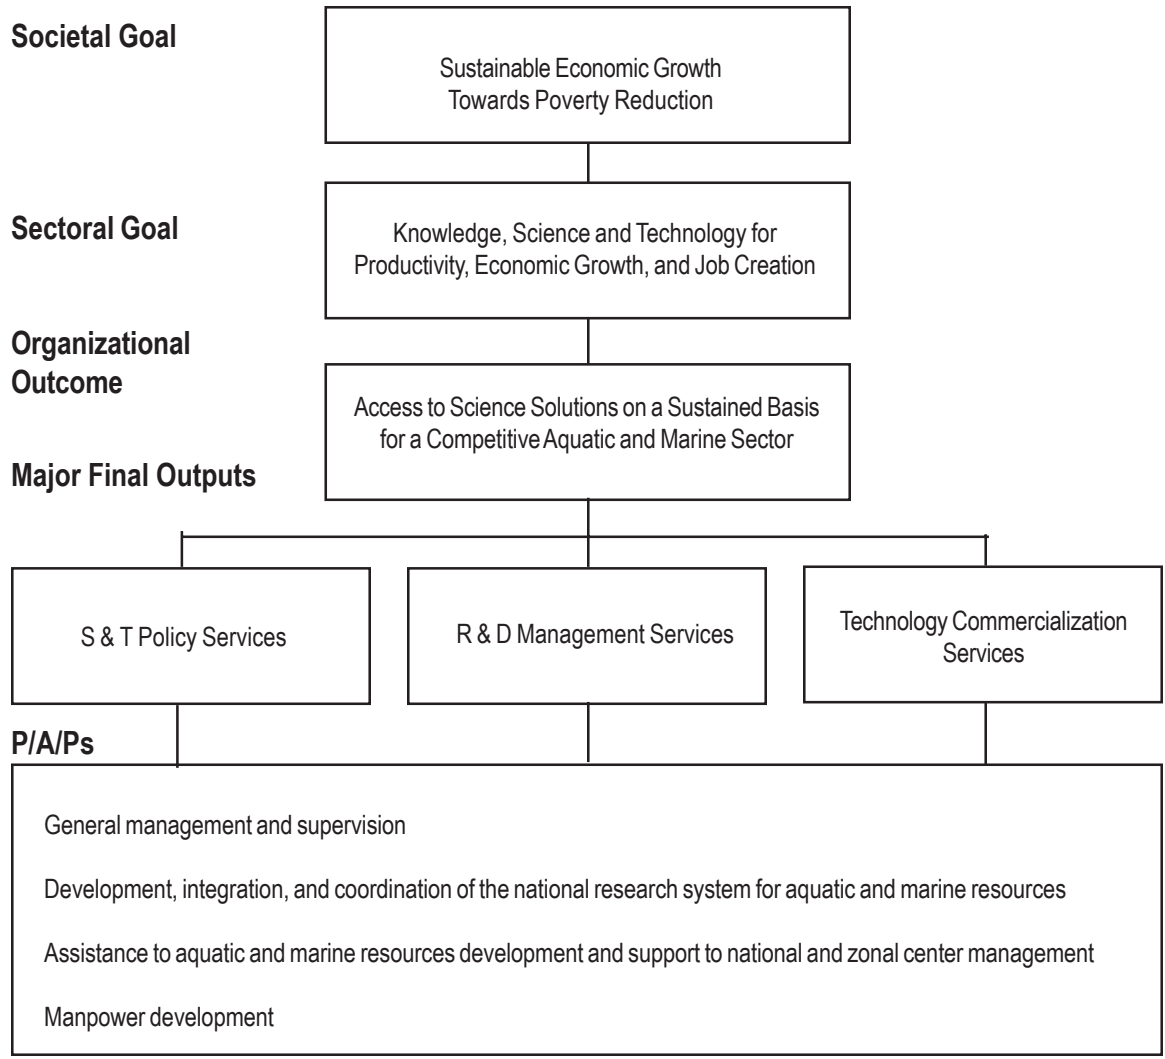 Societal Goal
Sustainable Economic Growth
Towards Poverty Reduction
Sectoral Goal
Knowledge, Science and Technology for
Productivity, Economic Growth, and Job Creation
Organizational
Outcome
Access to Science Solutions on a Sustained Basis
for a Competitive Aquatic and Marine Sector
Major Final Outputs
S & T Policy Services
R & D Management Services
Technology Commercialization
Services
P/A/Ps
General management and supervision
Development, integration, and coordination of the national research system for aquatic and marine resources
Assistance to aquatic and marine resources development and support to national and zonal center management
Manpower development